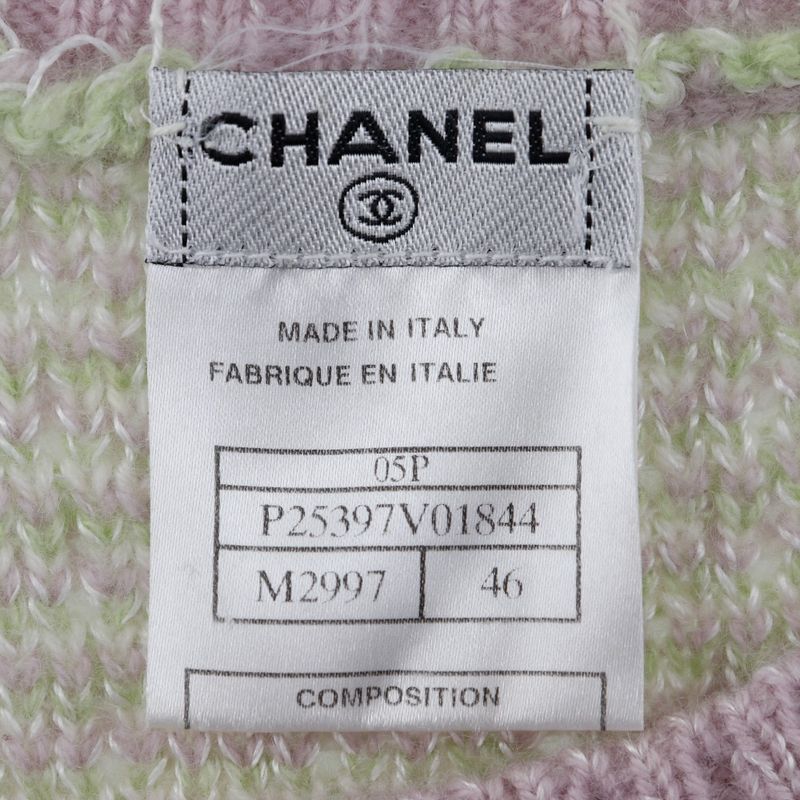 CHANEL
MADE IN ITALY
FABRIQUE EN ITALIE
05P
P25397V01844
M2997 46
COMPOSITION